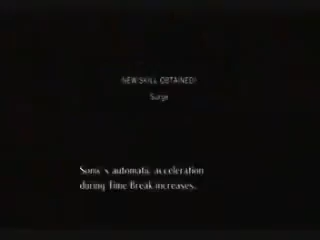 NEW SKILL OBTAINED!
Surge
Sonic's automatic acceleration
during Time Break increases.